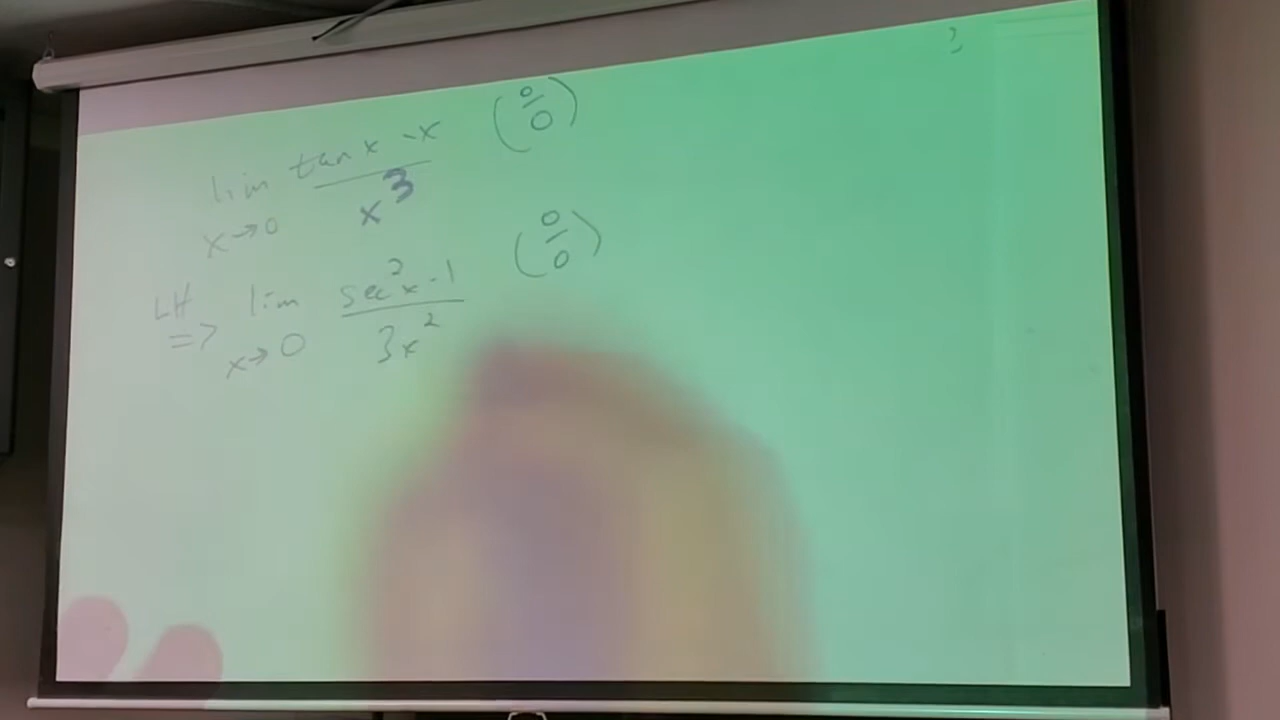 lim x→0 (tan x - x)/x³ (0/0)
LH => lim x→0 (sec²x - 1)/3x² (0/0)